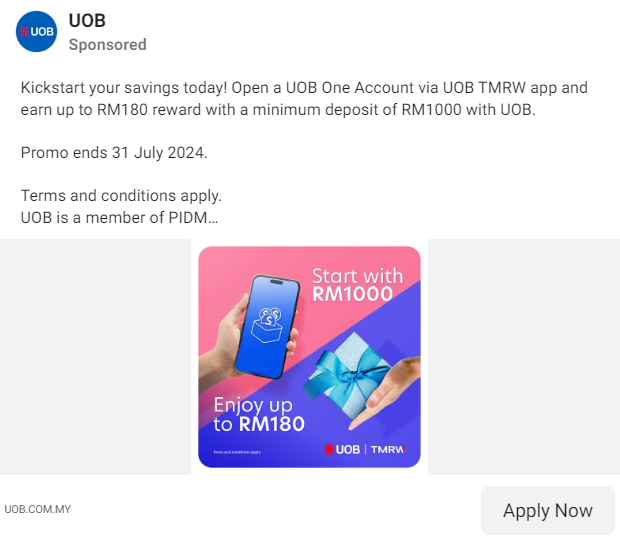 UOB
UOB
Sponsored
Kickstart your savings today! Open a UOB One Account via UOB TMRW app and
earn up to RM180 reward with a minimum deposit of RM1000 with UOB.
Promo ends 31 July 2024.
Terms and conditions apply.
UOB is a member of PIDM...
Start with
RM1000
Enjoy up
to RM180
Terms and conditions apply
UOB | TMRW
UOB.COM.MY
Apply Now